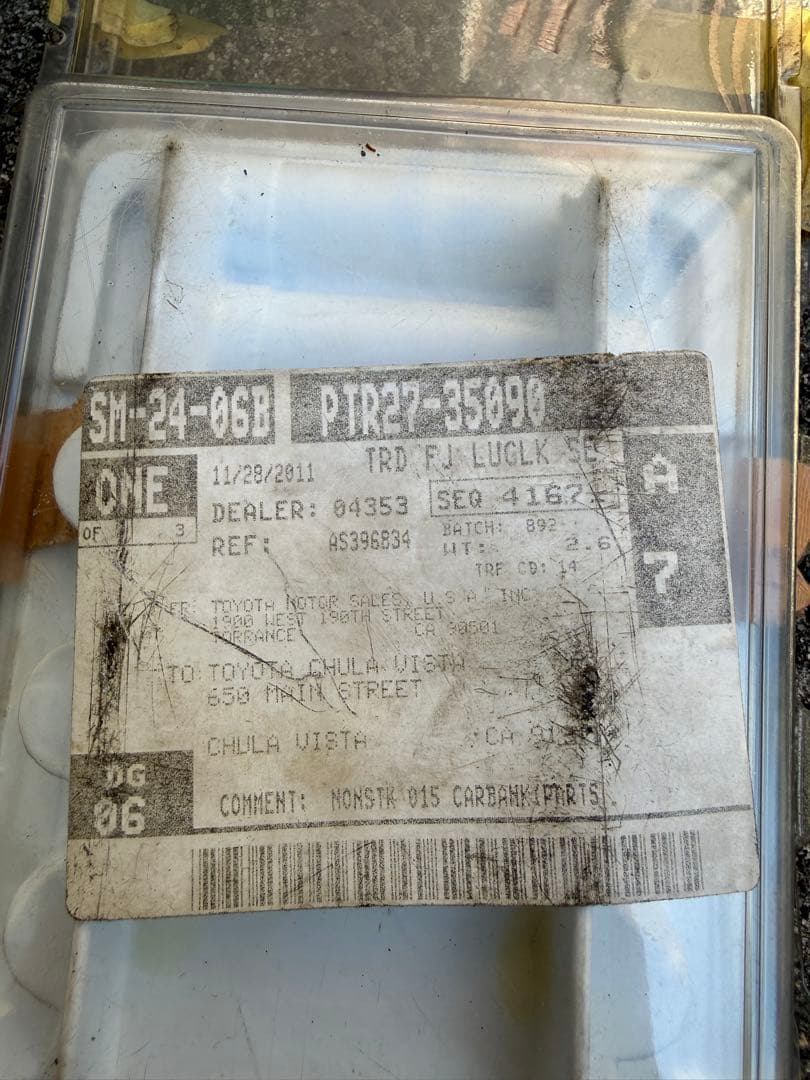 SM-24-06B PTR27-35090
11/28/2011 TRD FJ LUGLK SE
ONE
OF 3
DEALER: 04353 SEQ 4167
A
7
REF: AS396834 BATCH: 892
WT: 2.6
TRF CD: 14
FR: TOYOTA MOTOR SALES, U.S.A. INC
1900 WEST 190TH STREET
TORRANCE CA 90501
TO: TOYOTA CHULA VISTA
650 MAIN STREET
CHULA VISTA CA
06
COMMENT: NONSTK 015 CARBANK(PARTS